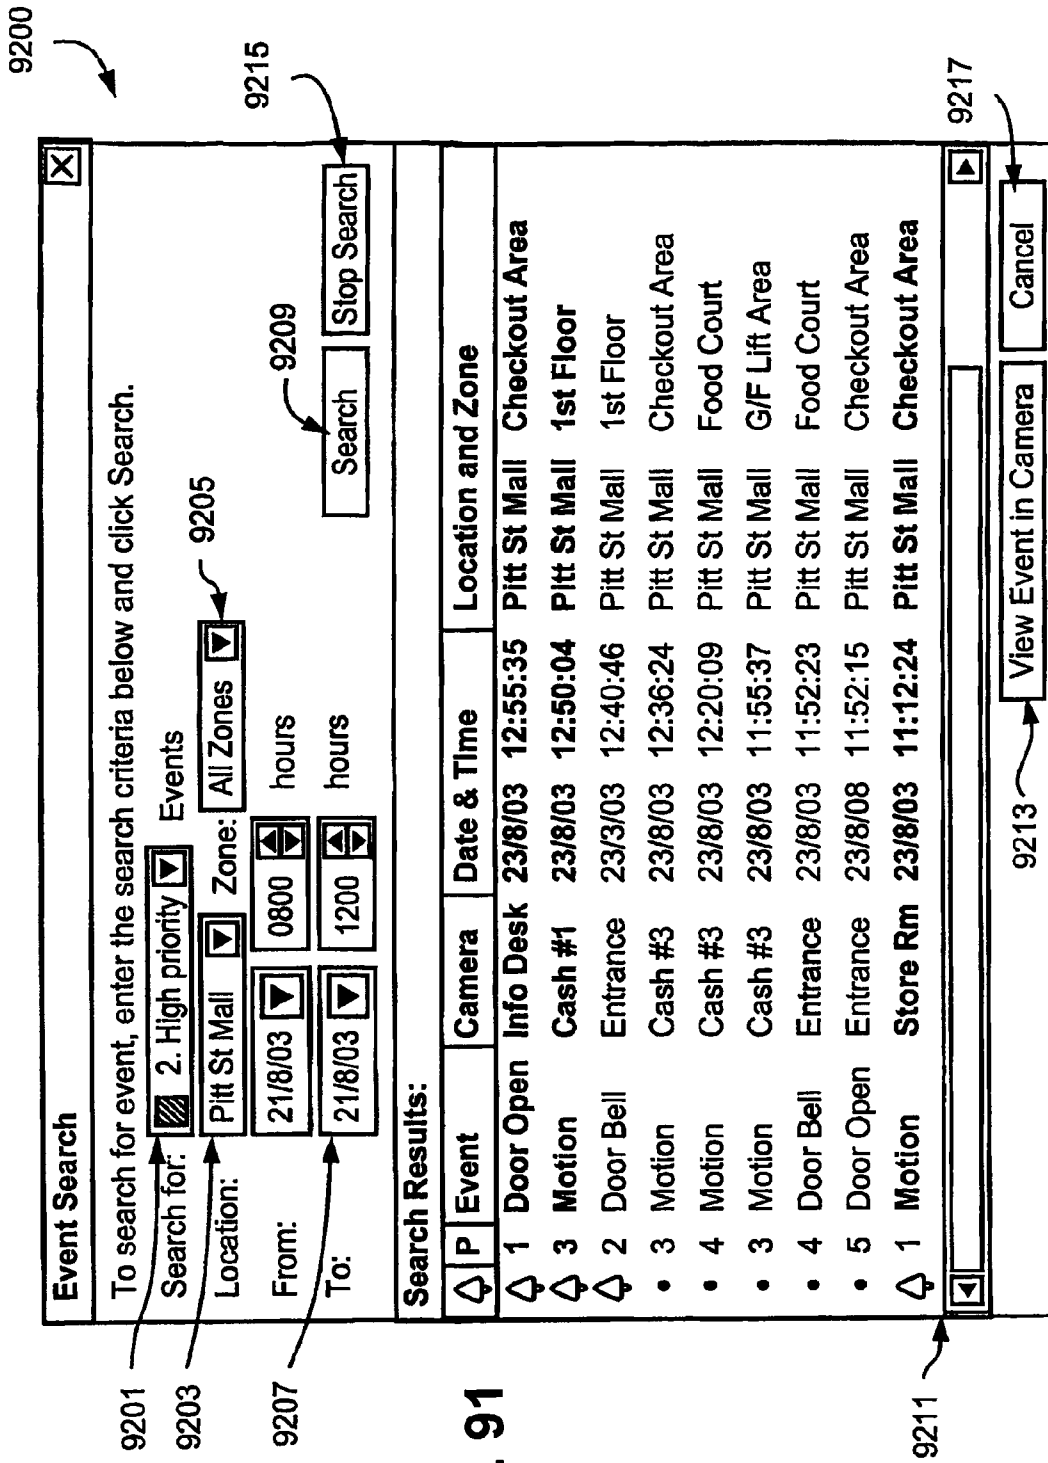 9200
Event Search X
To search for event, enter the search criteria below and click Search.
9201
Search for: 2. High priority Events
9203
Location: Pitt St Mall Zone: All Zones
9205
From: 21/8/03 0800 hours
9207
To: 21/8/03 1200 hours
9209
Search Stop Search
9215
Search Results:
P Event Camera Date & Time Location and Zone
1 Door Open Info Desk 23/8/03 12:55:35 Pitt St Mall Checkout Area
3 Motion Cash #1 23/8/03 12:50:04 Pitt St Mall 1st Floor
2 Door Bell Entrance 23/3/03 12:40:46 Pitt St Mall 1st Floor
• 3 Motion Cash #3 23/8/03 12:36:24 Pitt St Mall Checkout Area
• 4 Motion Cash #3 23/8/03 12:20:09 Pitt St Mall Food Court
• 3 Motion Cash #3 23/8/03 11:55:37 Pitt St Mall G/F Lift Area
• 4 Door Bell Entrance 23/8/03 11:52:23 Pitt St Mall Food Court
• 5 Door Open Entrance 23/8/08 11:52:15 Pitt St Mall Checkout Area
1 Motion Store Rm 23/8/03 11:12:24 Pitt St Mall Checkout Area
9211
View Event in Camera Cancel
9213
9217
. 91